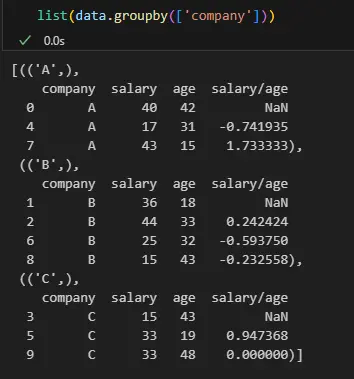 list(data.groupby(['company']))
0.0s
[(('A',),
company salary age salary/age
0 A 40 42 NaN
4 A 17 31 -0.741935
7 A 43 15 1.733333),
(('B',),
company salary age salary/age
1 B 36 18 NaN
2 B 44 33 0.242424
6 B 25 32 -0.593750
8 B 15 43 -0.232558),
(('C',),
company salary age salary/age
3 C 15 43 NaN
5 C 33 19 0.947368
9 C 33 48 0.000000)]